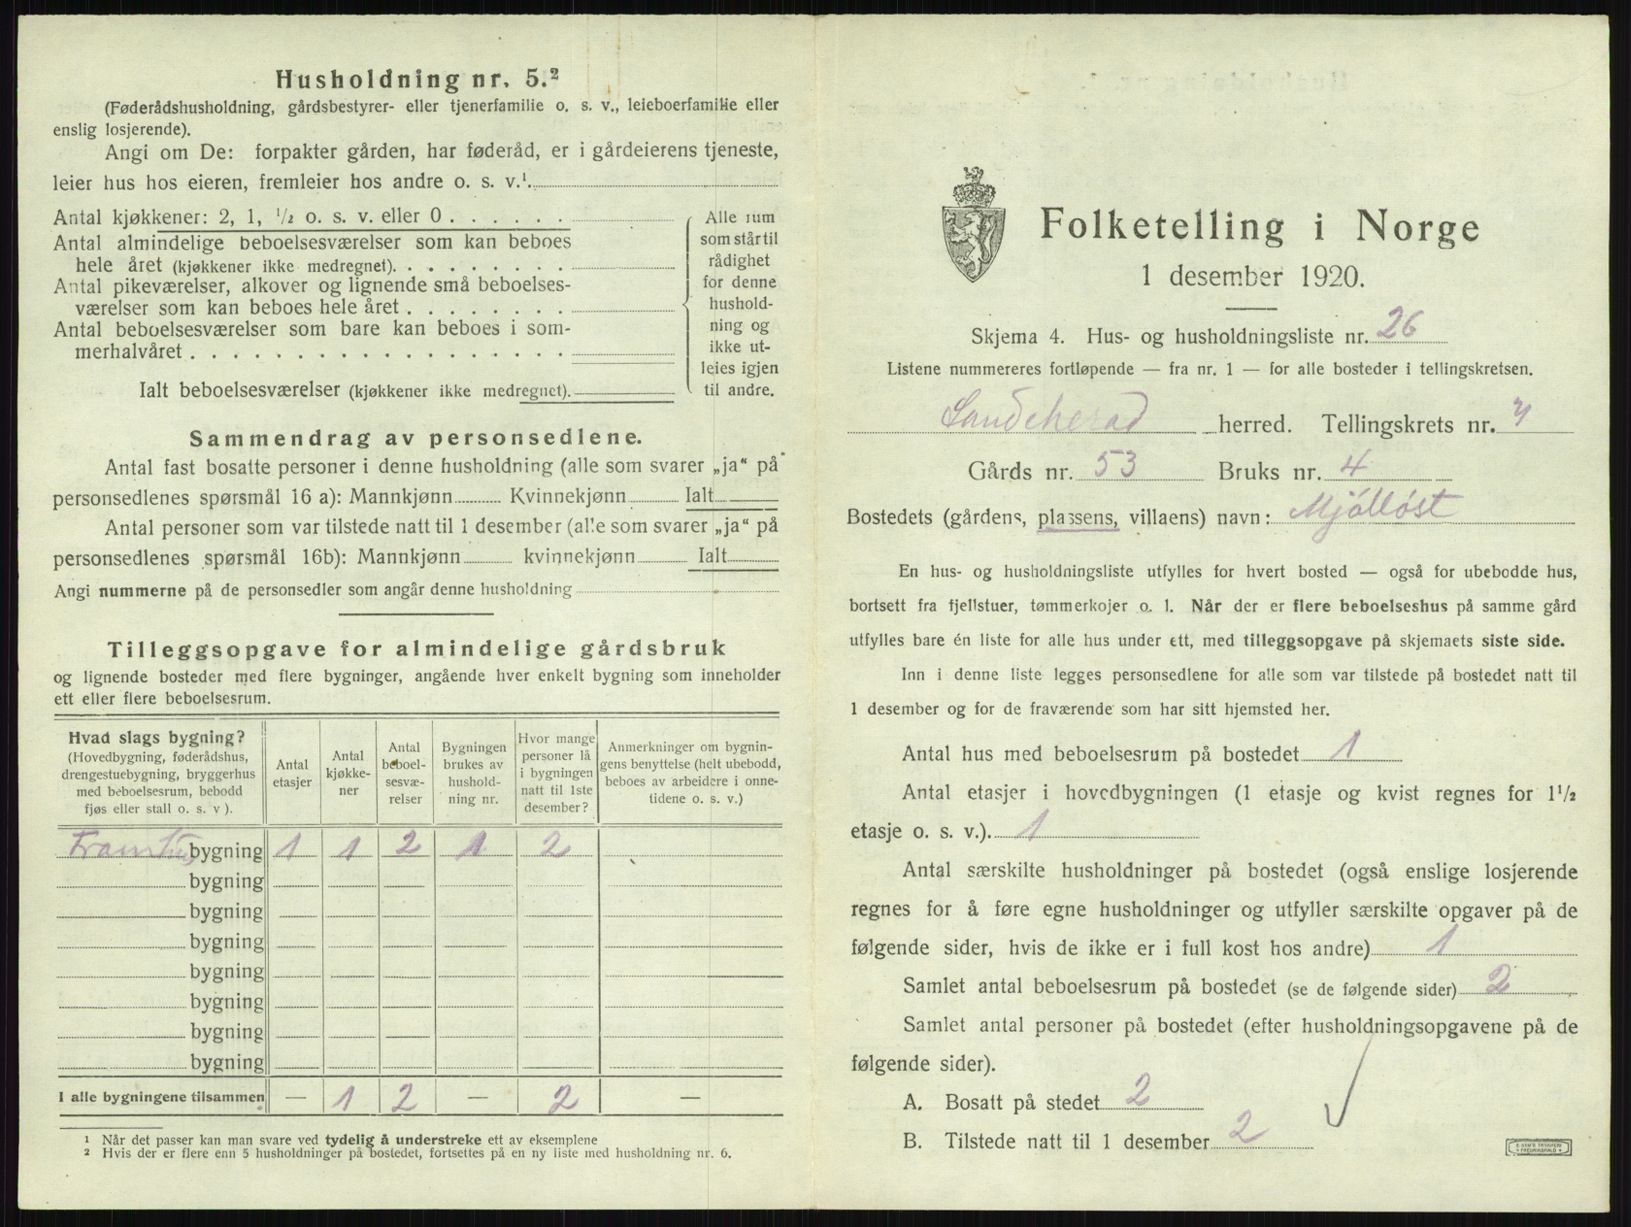 Husholdning nr. 5.²
(Føderådshusholdning, gårdsbestyrer- eller tjenerfamilie o. s. v., leieboerfamilie eller
enslig losjerende).
Angi om De: forpakter gården, har føderåd, er i gårdeierens tjeneste,
leier hus hos eieren, fremleier hos andre o. s. v.¹.
Antal kjøkkener: 2, 1, ½ o. s. v. eller 0
Antal almindelige beboelsesværelser som kan beboes
hele året (kjøkkener ikke medregnet).
Antal pikeværelser, alkover og lignende små beboelses-
værelser som kan beboes hele året
Antal beboelsesværelser som bare kan beboes i som-
merhalvåret
Ialt beboelsesværelser (kjøkkener ikke medregnet).
Alle rum
som står til
rådighet
for denne
hushold-
ning og
ikke ut-
leies igjen
til andre.
Sammendrag av personsedlene.
Antal fast bosatte personer i denne husholdning (alle som svarer „ja“ på
personsedlenes spørsmål 16 a): Mannkjønn Kvinnekjønn Ialt
Antal personer som var tilstede natt til 1 desember (alle som svarer „ja“ på
personsedlenes spørsmål 16b): Mannkjønn kvinnekjønn Ialt
Angi nummerne på de personsedler som angår denne husholdning
Tilleggsopgave for almindelige gårdsbruk
og lignende bosteder med flere bygninger, angående hver enkelt bygning som inneholder
ett eller flere beboelsesrum.
Hvad slags bygning?
(Hovedbygning, føderådshus,
drengestuebygning, bryggerhus
med beboelsesrum, bebodd
fjøs eller stall o. s. v ).
Antal
etasjer
Antal
kjøkke-
ner
Antal
beboel-
sesvæ-
relser
Bygningen
brukes av
hushold-
ning nr.
Hvor mange
personer lå
i bygningen
natt til 1ste
desember?
Anmerkninger om bygnin-
gens benyttelse (helt ubebodd,
beboes av arbeidere i onne-
tidene o. s. v.)
bygning 1 1 2 1 2
bygning
bygning
bygning
bygning
bygning
bygning
bygning
I alle bygningene tilsammen — 1 2 — 2 —
¹ Når det passer kan man svare ved tydelig å understreke ett av eksemplene
² Hvis der er flere enn 5 husholdninger på bostedet, fortsettes på en ny liste med husholdning nr. 6.
Folketelling i Norge
1 desember 1920.
Skjema 4. Hus- og husholdningsliste nr. 26
Listene nummereres fortløpende — fra nr. 1 — for alle bosteder i tellingskretsen.
Sandeherad herred. Tellingskrets nr.
Gårds nr. 53 Bruks nr. 4
Bostedets (gårdens, plassens, villaens) navn: Mjølløst
En hus- og husholdningsliste utfylles for hvert bosted — også for ubebodde hus,
bortsett fra fjellstuer, tømmerkojer o. l. Når der er flere beboelseshus på samme gård
utfylles bare én liste for alle hus under ett, med tilleggsopgave på skjemaets siste side.
Inn i denne liste legges personsedlene for alle som var tilstede på bostedet natt til
1 desember og for de fraværende som har sitt hjemsted her.
Antal hus med beboelsesrum på bostedet 1
Antal etasjer i hovedbygningen (1 etasje og kvist regnes for 1½
etasje o. s. v.). 1
Antal særskilte husholdninger på bostedet (også enslige losjerende
regnes for å føre egne husholdninger og utfyller særskilte opgaver på de
følgende sider, hvis de ikke er i full kost hos andre) 1
Samlet antal beboelsesrum på bostedet (se de følgende sider) 2
Samlet antal personer på bostedet (efter husholdningsopgavene på de
følgende sider).
A. Bosatt på stedet 2
B. Tilstede natt til 1 desember 2